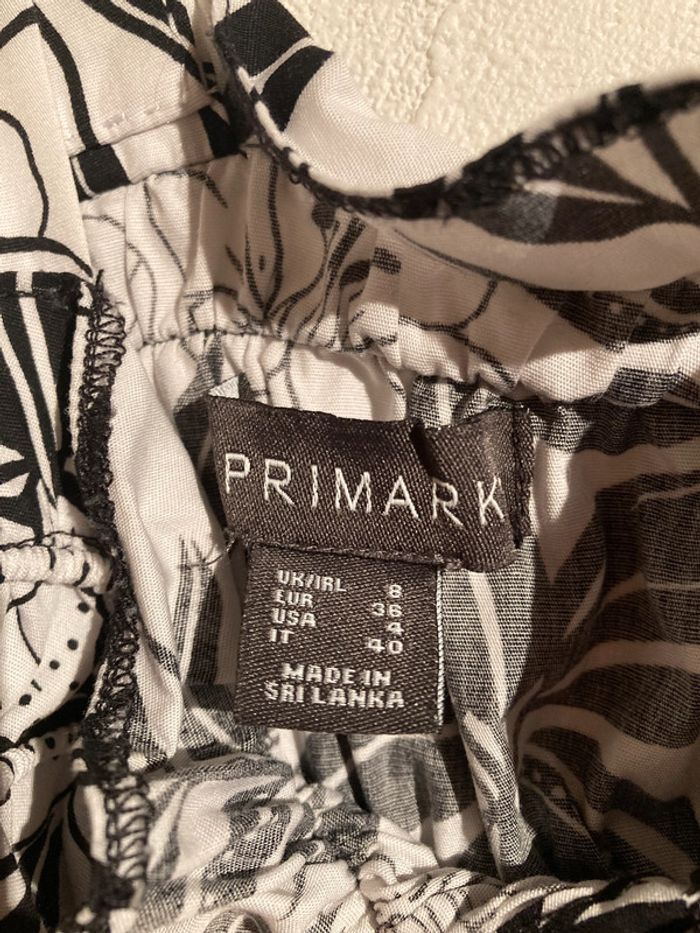 PRIMARK
UK/IRL 8
EUR 36
USA 4
IT 40
MADE IN
SRI LANKA